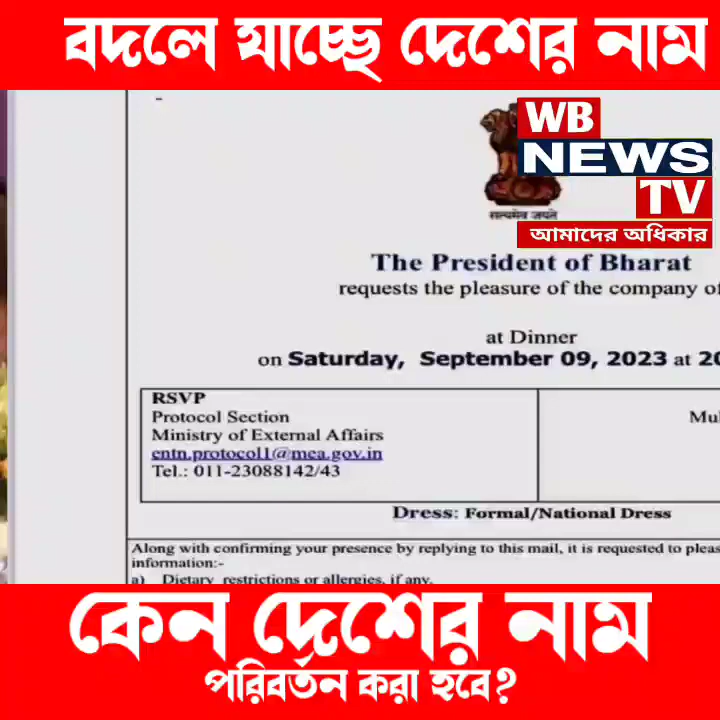 বদলে যাচ্ছে দেশের নাম
WB
NEWS
TV
আমাদের অধিকার
सत्यमेव जयते
The President of Bharat
requests the pleasure of the company of
at Dinner
on Saturday, September 09, 2023 at 20
RSVP
Protocol Section
Ministry of External Affairs
entn.protocol1@mea.gov.in
Tel.: 011-23088142/43
Mul
Dress: Formal/National Dress
Along with confirming your presence by replying to this mail, it is requested to pleas
information:-
a) Dietary restrictions or allergies, if any.
কেন দেশের নাম
পরিবর্তন করা হবে?